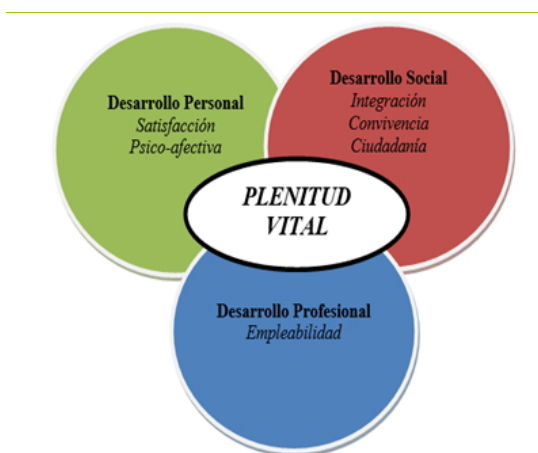 Desarrollo Personal
Satisfacción
Psico-afectiva
Desarrollo Social
Integración
Convivencia
Ciudadanía
PLENITUD
VITAL
Desarrollo Profesional
Empleabilidad